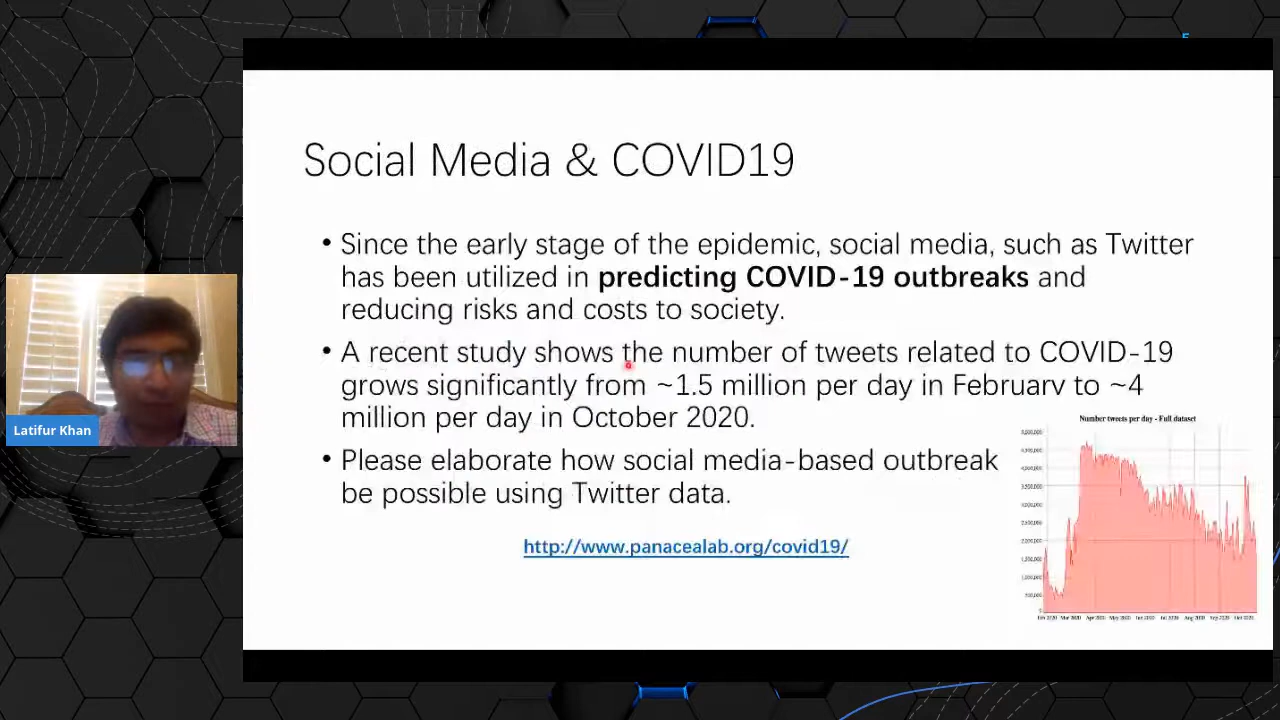 Social Media & COVID19
• Since the early stage of the epidemic, social media, such as Twitter
has been utilized in predicting COVID-19 outbreaks and
reducing risks and costs to society.
• A recent study shows the number of tweets related to COVID-19
grows significantly from ~1.5 million per day in February to ~4
million per day in October 2020.
• Please elaborate how social media-based outbreak
be possible using Twitter data.
http://www.panacealab.org/covid19/
Number tweets per day - Full dataset
Latifur Khan